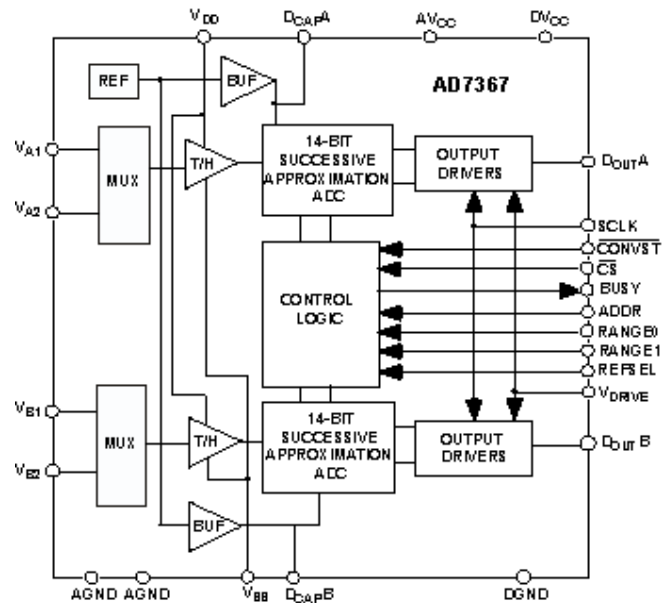 VDD
DCAPA
AVCC
DVCC
REF
BUF
AD7367
VA1
VA2
MUX
T/H
14-BIT
SUCCESSIVE
APPROXIMATION
ADC
OUTPUT
DRIVERS
DOUTA
SCLK
CONVST
CS
BUSY
ADDR
RANGE0
RANGE1
REFSEL
VDRIVE
CONTROL
LOGIC
VB1
VB2
MUX
T/H
14-BIT
SUCCESSIVE
APPROXIMATION
ADC
OUTPUT
DRIVERS
DOUTB
BUF
AGND
AGND
VBB
DCAPB
DGND